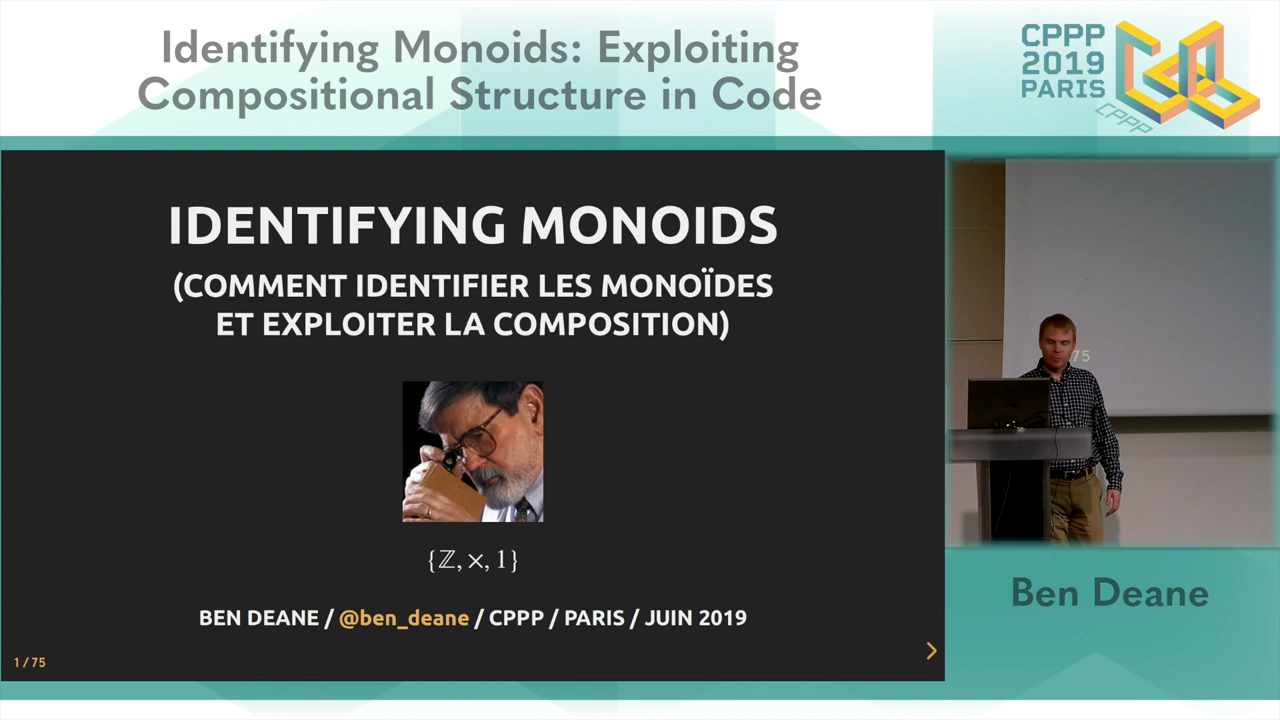 Identifying Monoids: Exploiting
Compositional Structure in Code
CPPP
2019
PARIS
CPPP
IDENTIFYING MONOIDS
(COMMENT IDENTIFIER LES MONOÏDES
ET EXPLOITER LA COMPOSITION)
{ℤ, ×, 1}
BEN DEANE / @ben_deane / CPPP / PARIS / JUIN 2019
1 / 75
75
Ben Deane